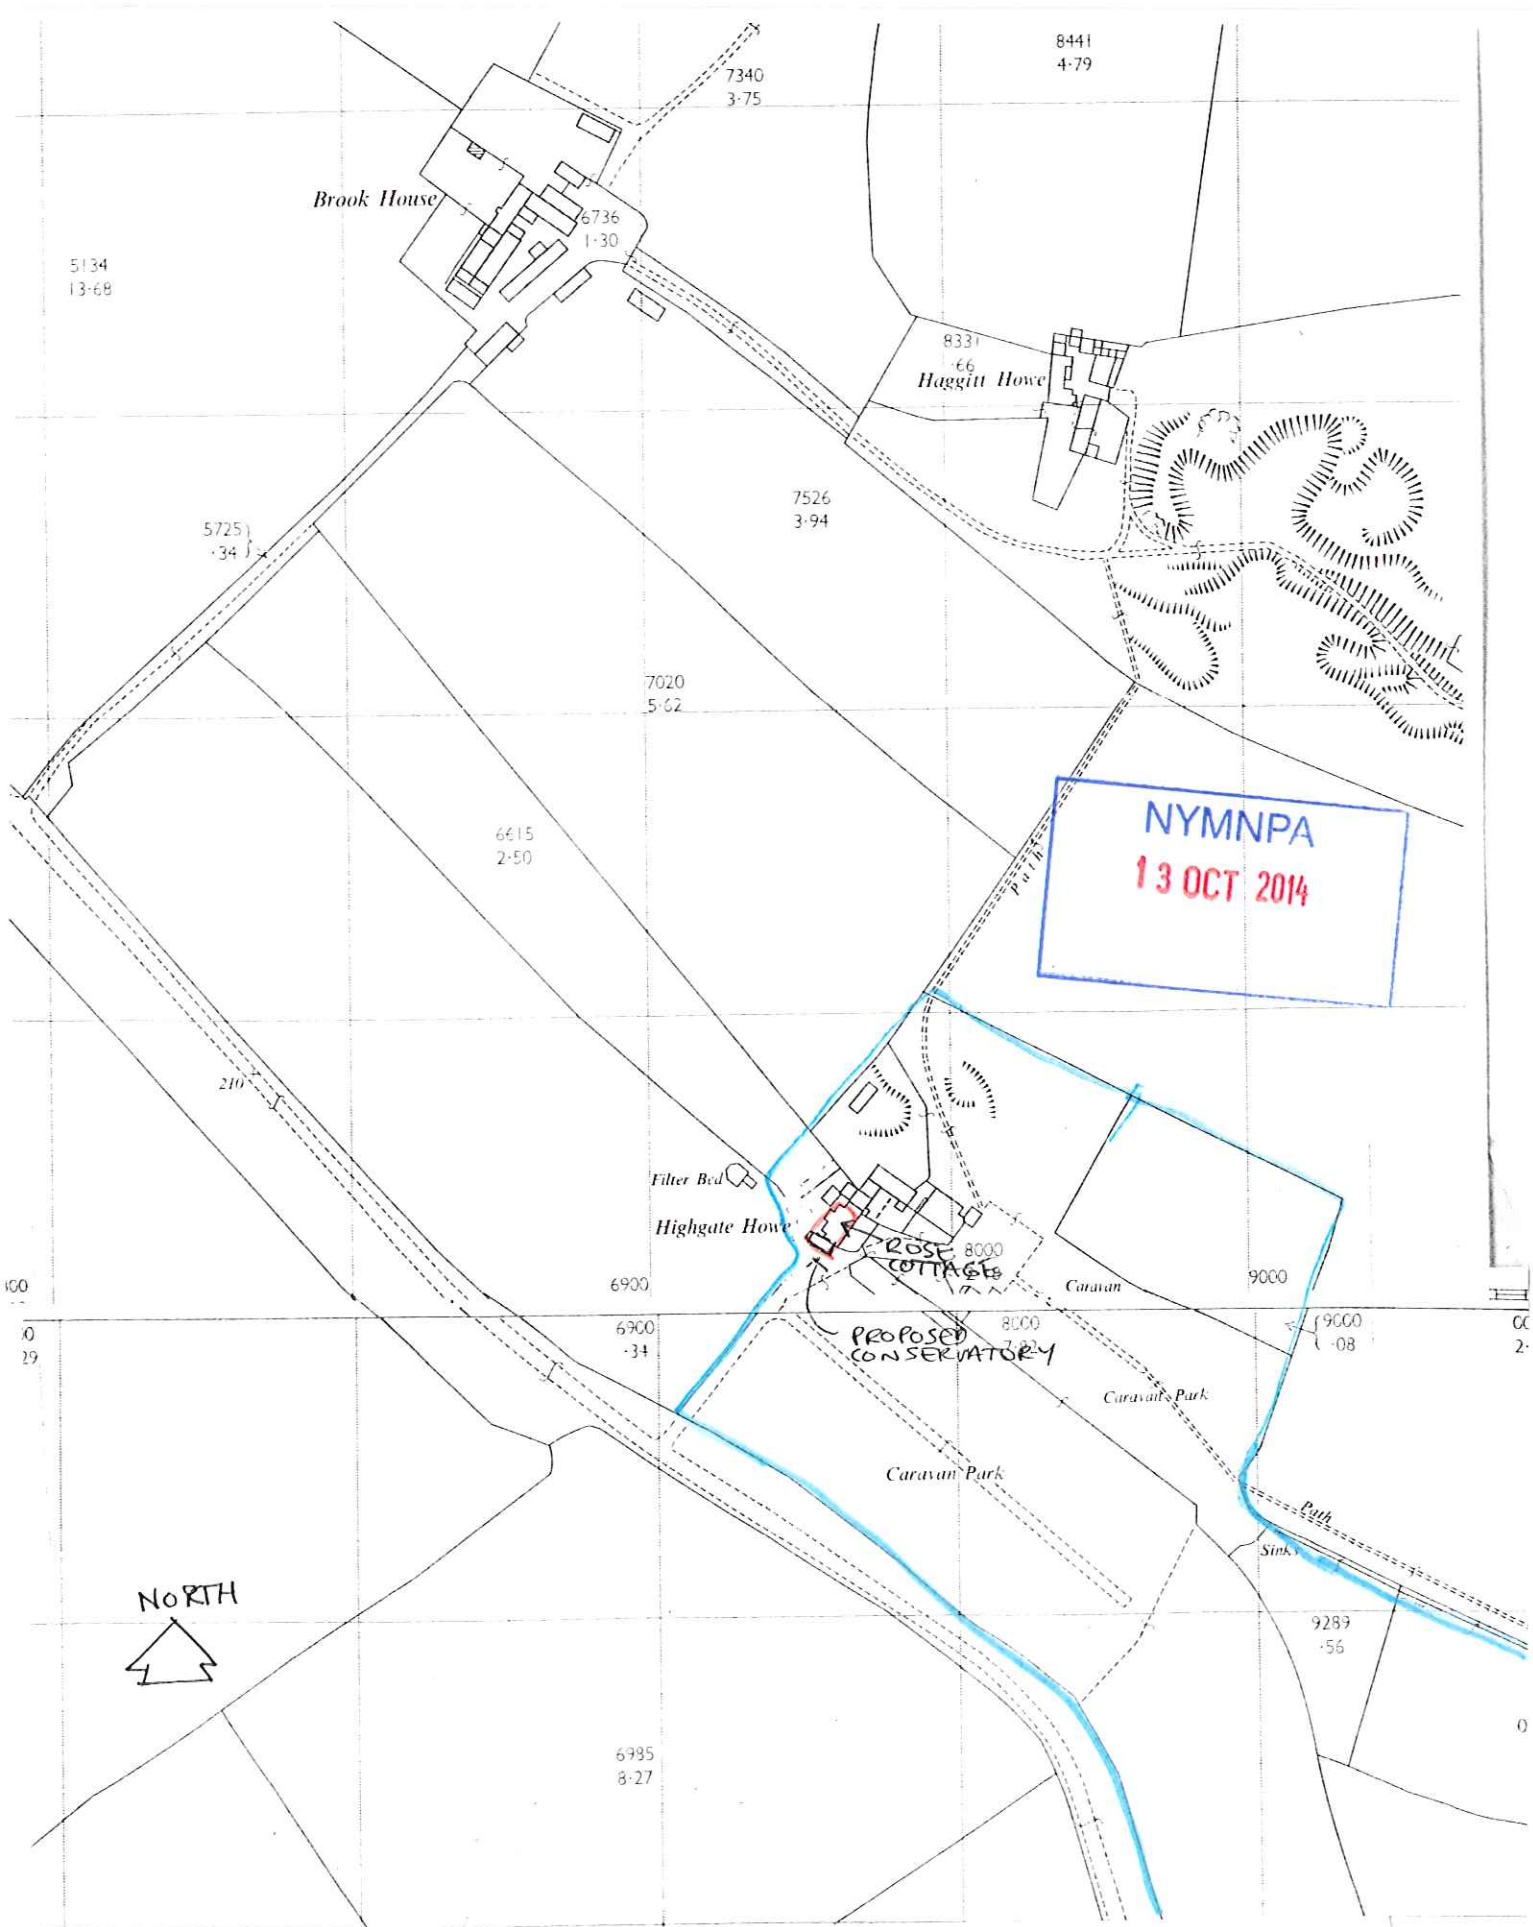 8441
4·79
7340
3·75
Brook House
6736
1·30
5134
13·68
8331
·66
Haggitt Howe
7526
3·94
5725
·34
7020
5·62
NYMNPA
13 OCT 2014
6615
2·50
Path
210
Filter Bed
Highgate Howe
ROSE
COTTAGE
8000
Caravan
9000
6900
6900
·34
PROPOSED
CONSERVATORY
8000
9000
·08
29
Caravan Park
Caravan Park
Path
Sinks
NORTH
9289
·56
6985
8·27